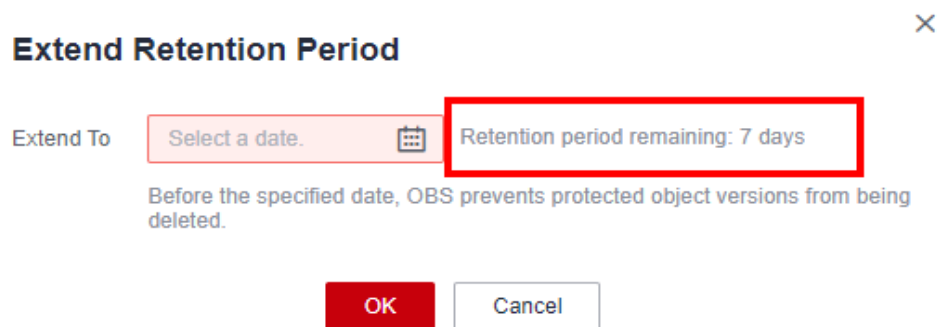 Extend Retention Period
Extend To Select a date. Retention period remaining: 7 days
Before the specified date, OBS prevents protected object versions from being
deleted.
OK Cancel